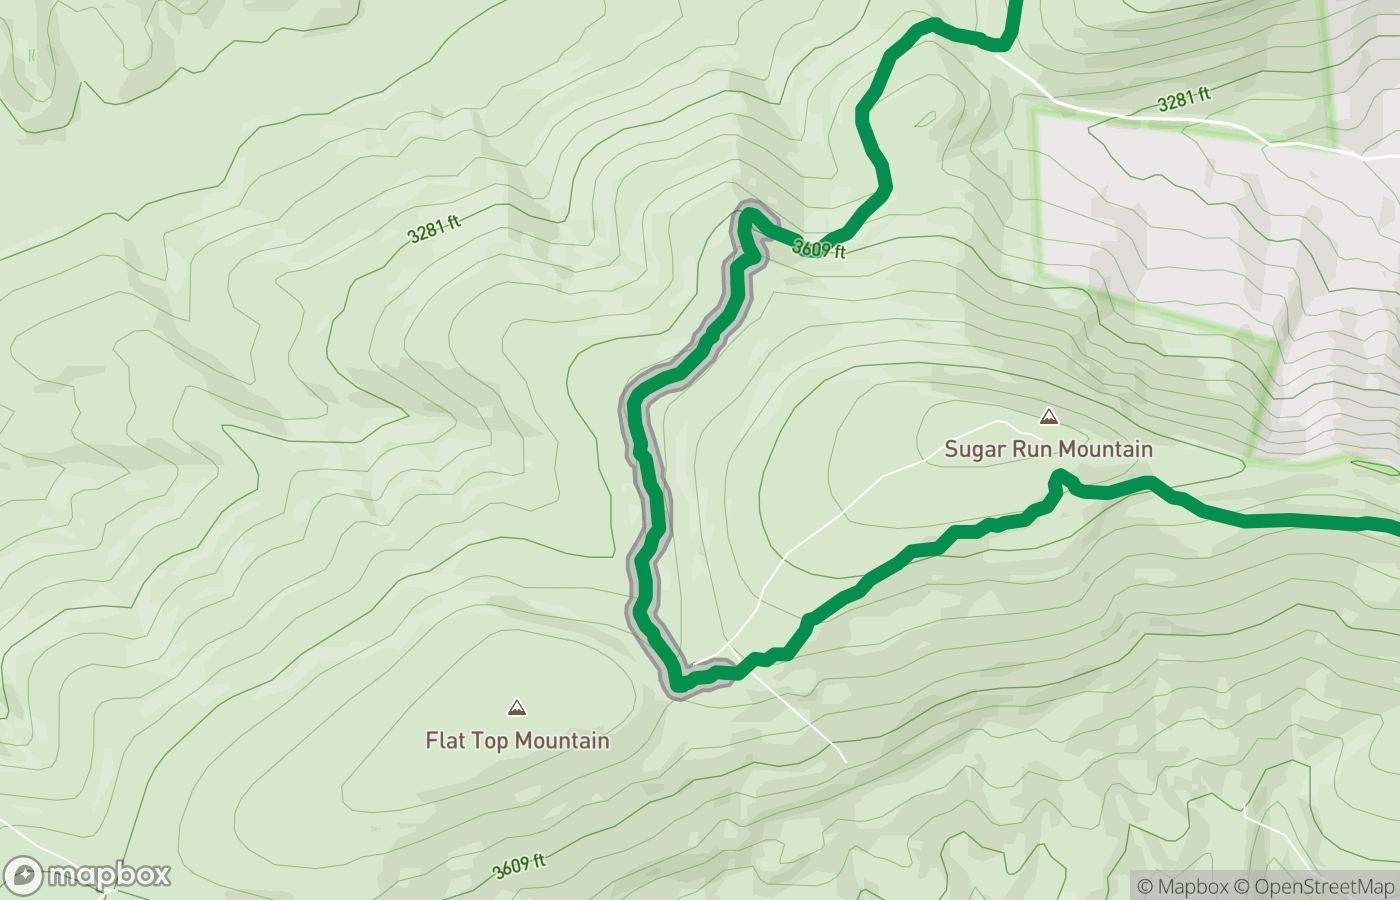 3281 ft
3281 ft
3609 ft
Sugar Run Mountain
Flat Top Mountain
3609 ft
mapbox
© Mapbox © OpenStreetMap